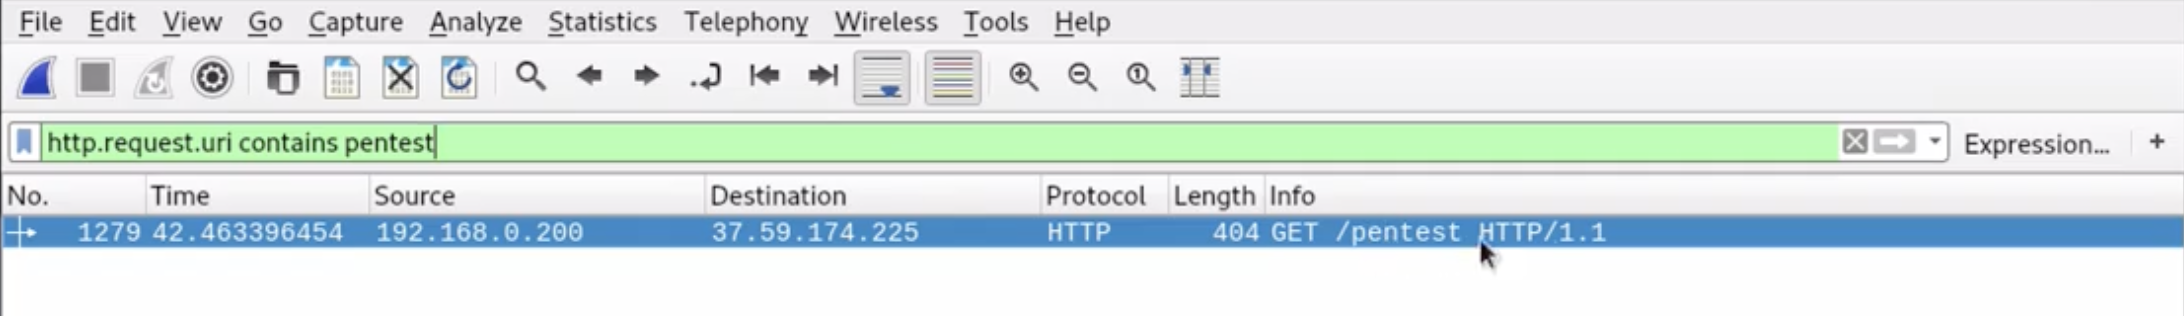 File Edit View Go Capture Analyze Statistics Telephony Wireless Tools Help
http.request.uri contains pentest Expression... +
No. Time Source Destination Protocol Length Info
1279 42.463396454 192.168.0.200 37.59.174.225 HTTP 404 GET /pentest HTTP/1.1